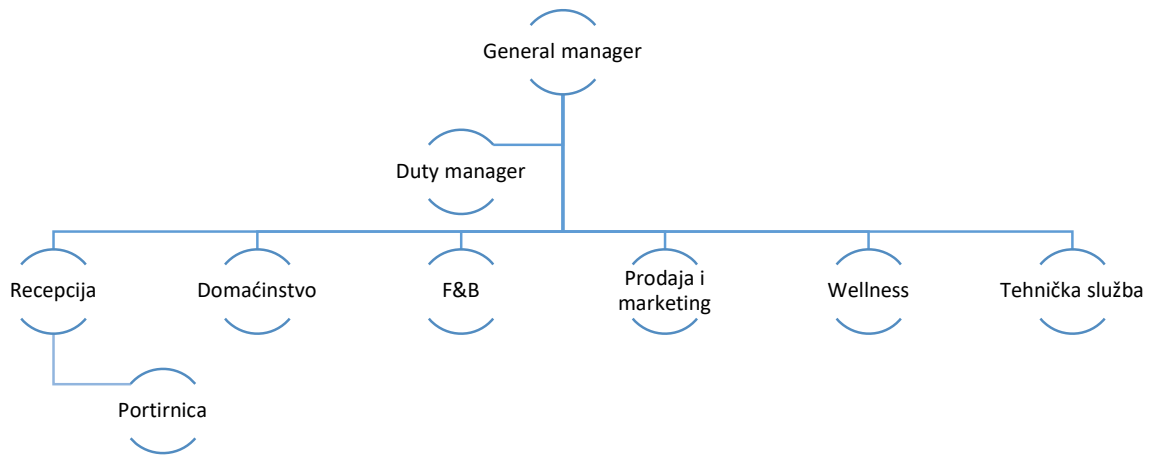 General manager
Duty manager
Recepcija
Domaćinstvo
F&B
Prodaja i
marketing
Wellness
Tehnička služba
Portirnica